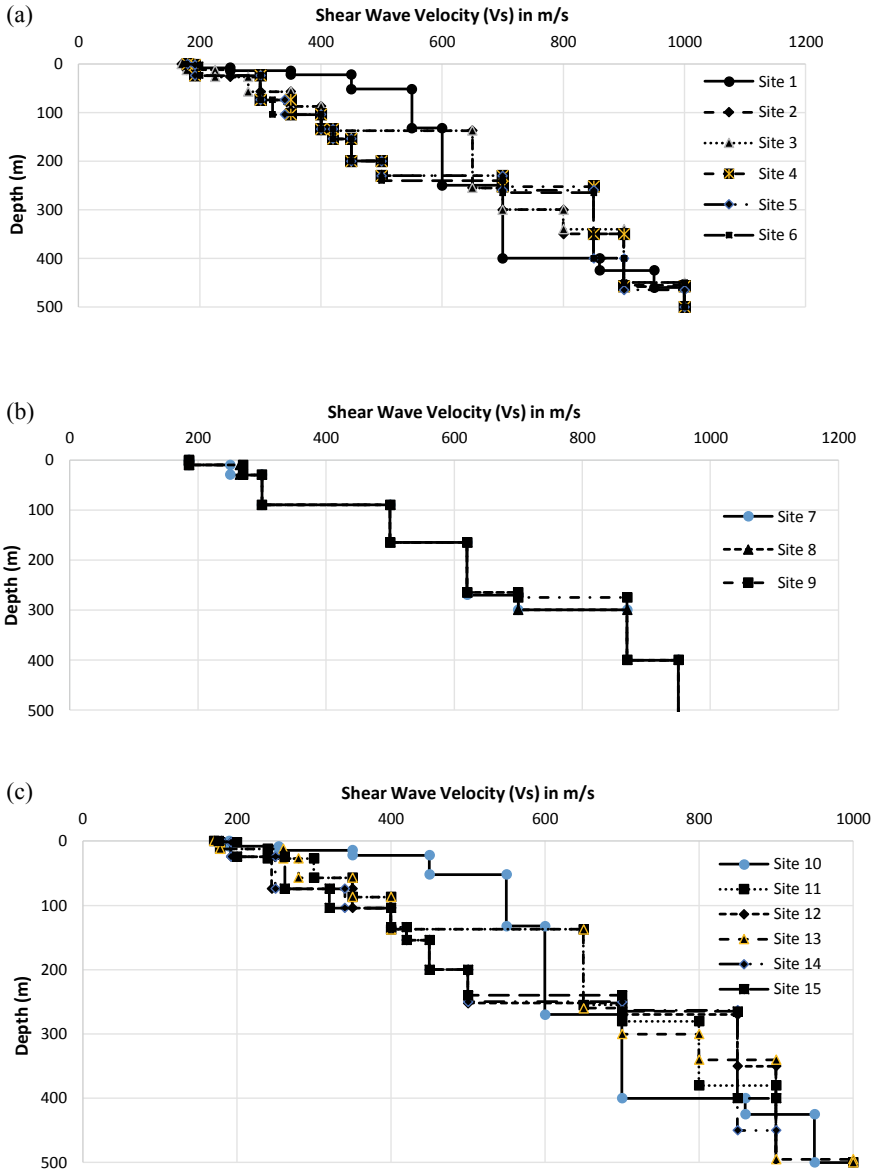 (a)
Shear Wave Velocity (Vs) in m/s
0 200 400 600 800 1000 1200
0
100
200
300
400
500
Depth (m)
Site 1
Site 2
Site 3
Site 4
Site 5
Site 6
(b)
Shear Wave Velocity (Vs) in m/s
0 200 400 600 800 1000 1200
0
100
200
300
400
500
Depth (m)
Site 7
Site 8
Site 9
(c)
Shear Wave Velocity (Vs) in m/s
0 200 400 600 800 1000
0
100
200
300
400
500
Depth (m)
Site 10
Site 11
Site 12
Site 13
Site 14
Site 15